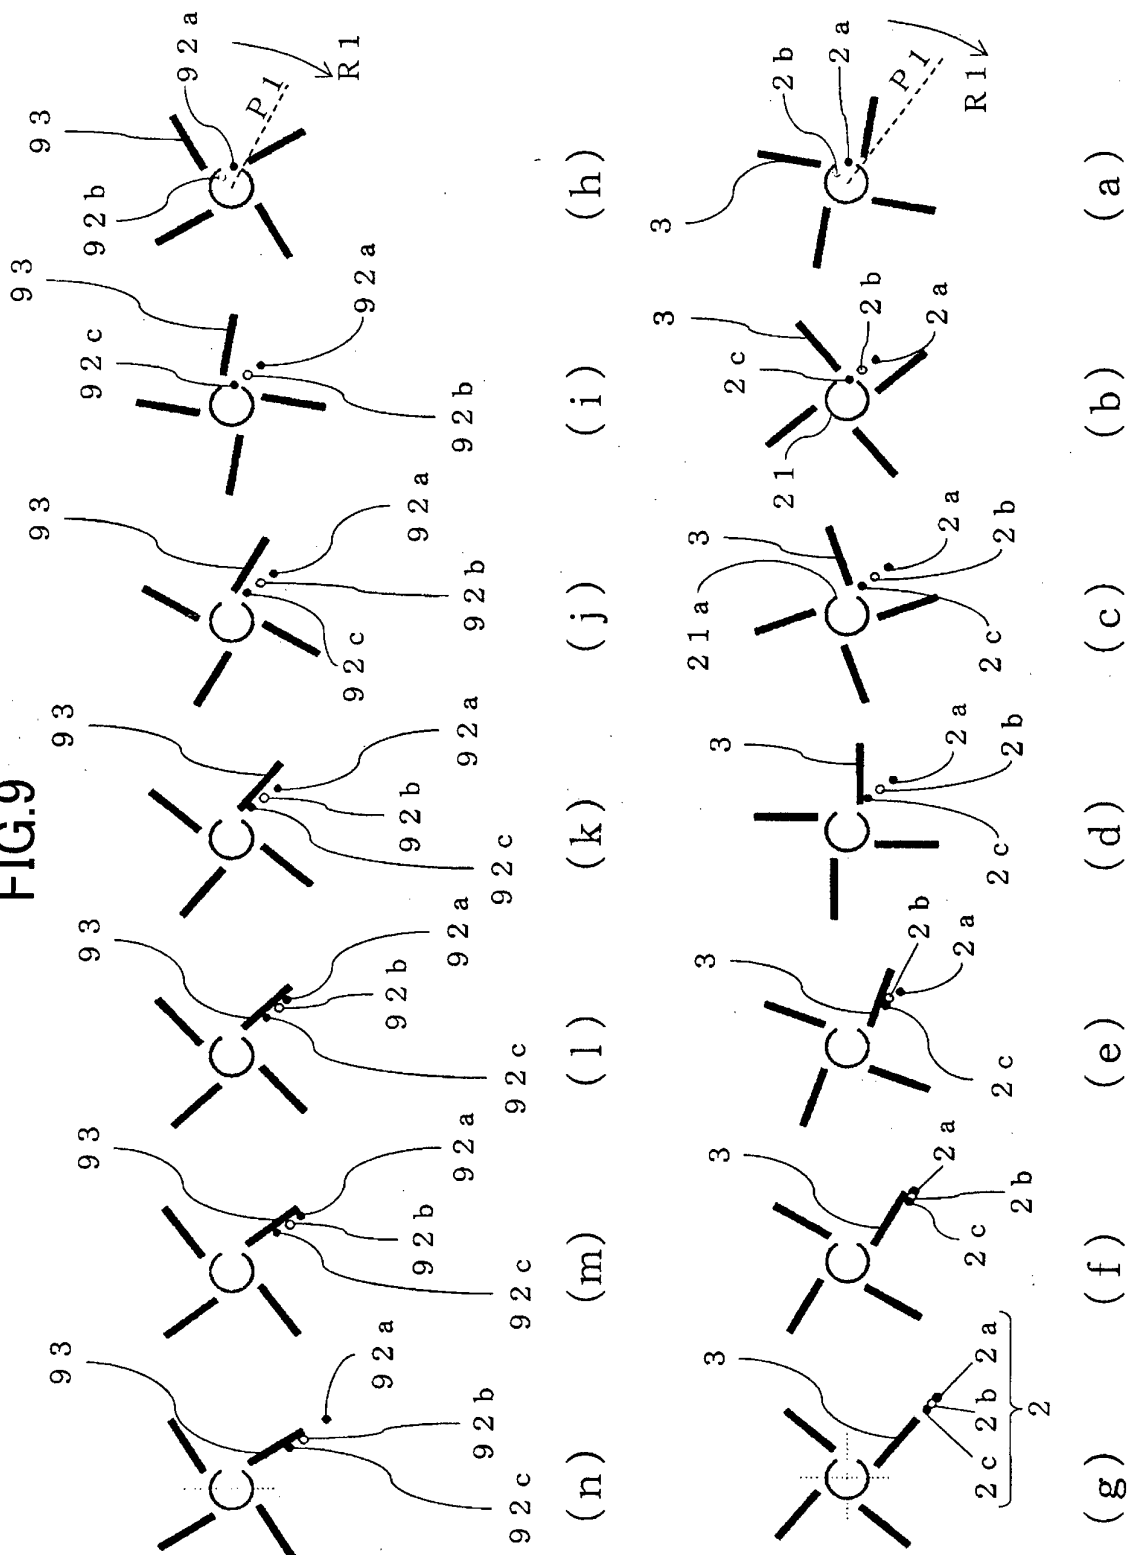 FIG.9
93
92a
92b
92c
(n)
93
92a
92b
92c
(m)
93
92a
92b
92c
(l)
93
92a
92b
92c
(k)
93
92a
92b
92c
(j)
93
92c
92a
92b
(i)
93
92b
92a
P1
R1
(h)
3
2c
2b
2a
2
(g)
3
2a
2c
2b
(f)
3
2b
2a
2c
(e)
3
2a
2b
2c
(d)
3
21a
2a
2b
2c
(c)
3
2c
2b
2a
21
(b)
3
2b
2a
P1
R1
(a)